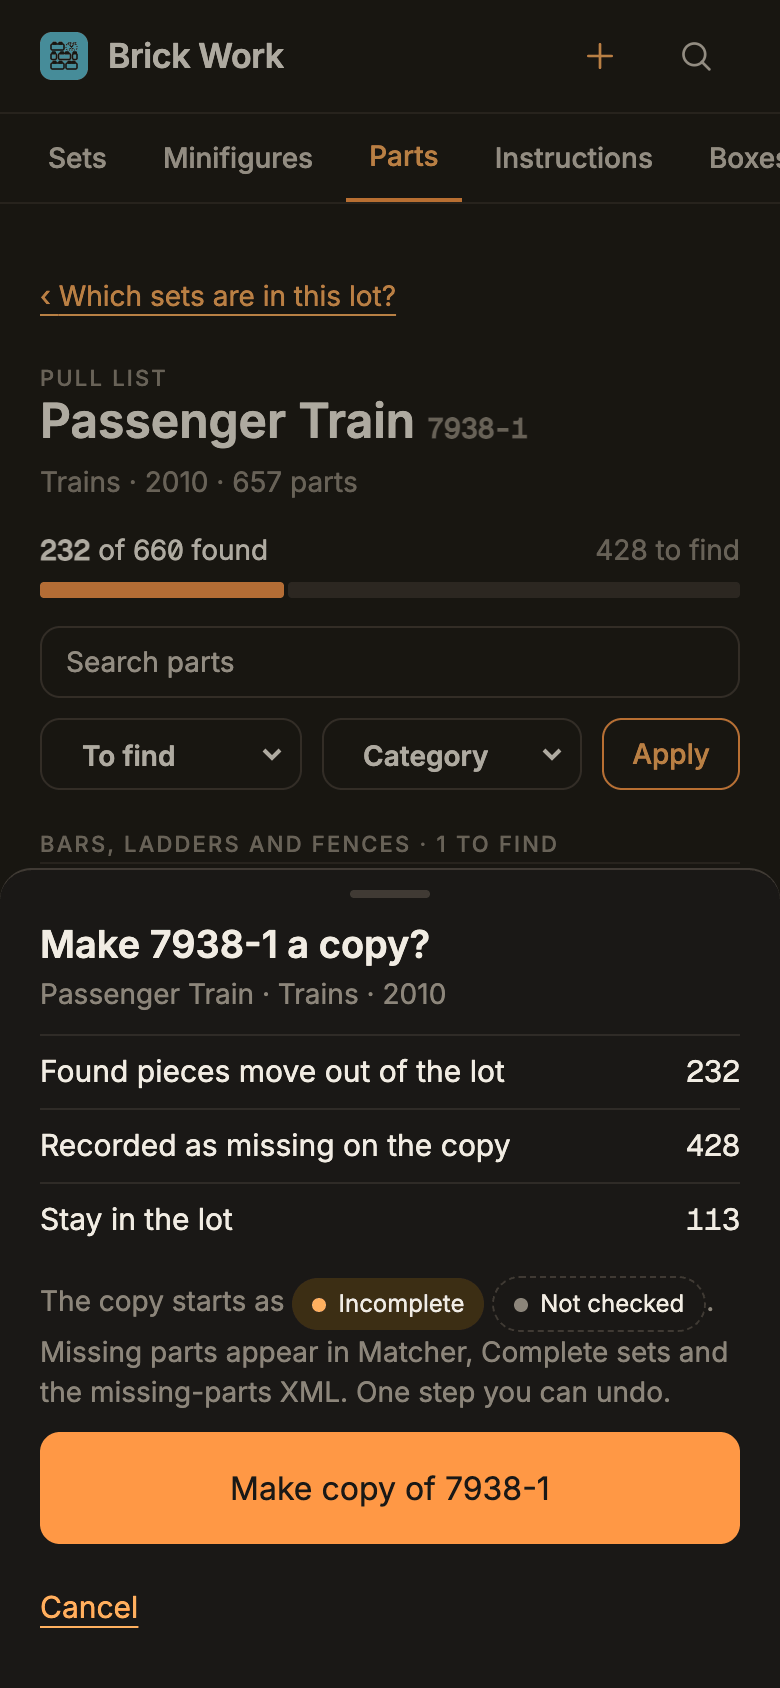 Brick Work
Sets Minifigures Parts Instructions Boxes
‹ Which sets are in this lot?
PULL LIST
Passenger Train 7938-1
Trains · 2010 · 657 parts
232 of 660 found 428 to find
Search parts
To find Category Apply
BARS, LADDERS AND FENCES · 1 TO FIND
Make 7938-1 a copy?
Passenger Train · Trains · 2010
Found pieces move out of the lot 232
Recorded as missing on the copy 428
Stay in the lot 113
The copy starts as Incomplete Not checked.
Missing parts appear in Matcher, Complete sets and
the missing-parts XML. One step you can undo.
Make copy of 7938-1
Cancel